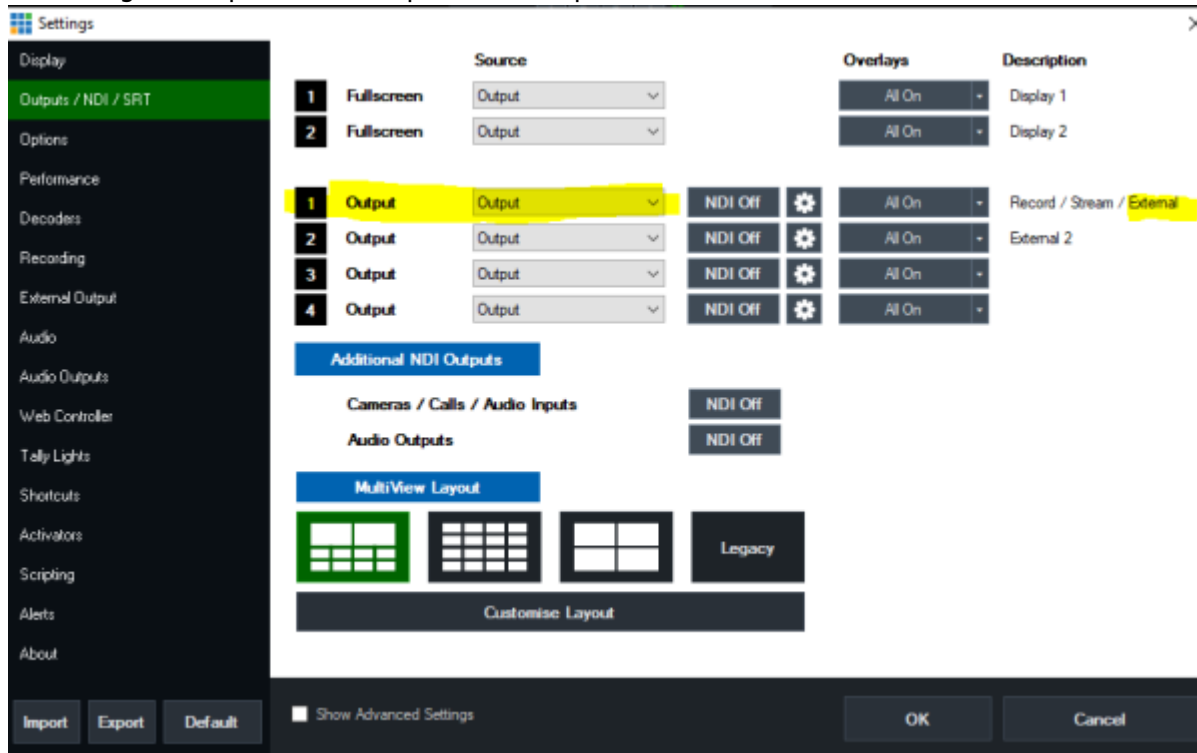 Settings
Display
Outputs / NDI / SRT
Options
Performance
Decoders
Recording
External Output
Audio
Audio Outputs
Web Controller
Tally Lights
Shortcuts
Activators
Scripting
Alerts
About
Import Export Default
Source Overlays Description
1 Fullscreen Output All On Display 1
2 Fullscreen Output All On Display 2
1 Output Output NDI Off All On Record / Stream / External
2 Output Output NDI Off All On External 2
3 Output Output NDI Off All On
4 Output Output NDI Off All On
Additional NDI Outputs
Cameras / Calls / Audio Inputs NDI Off
Audio Outputs NDI Off
MultiView Layout
Legacy
Customise Layout
Show Advanced Settings
OK Cancel